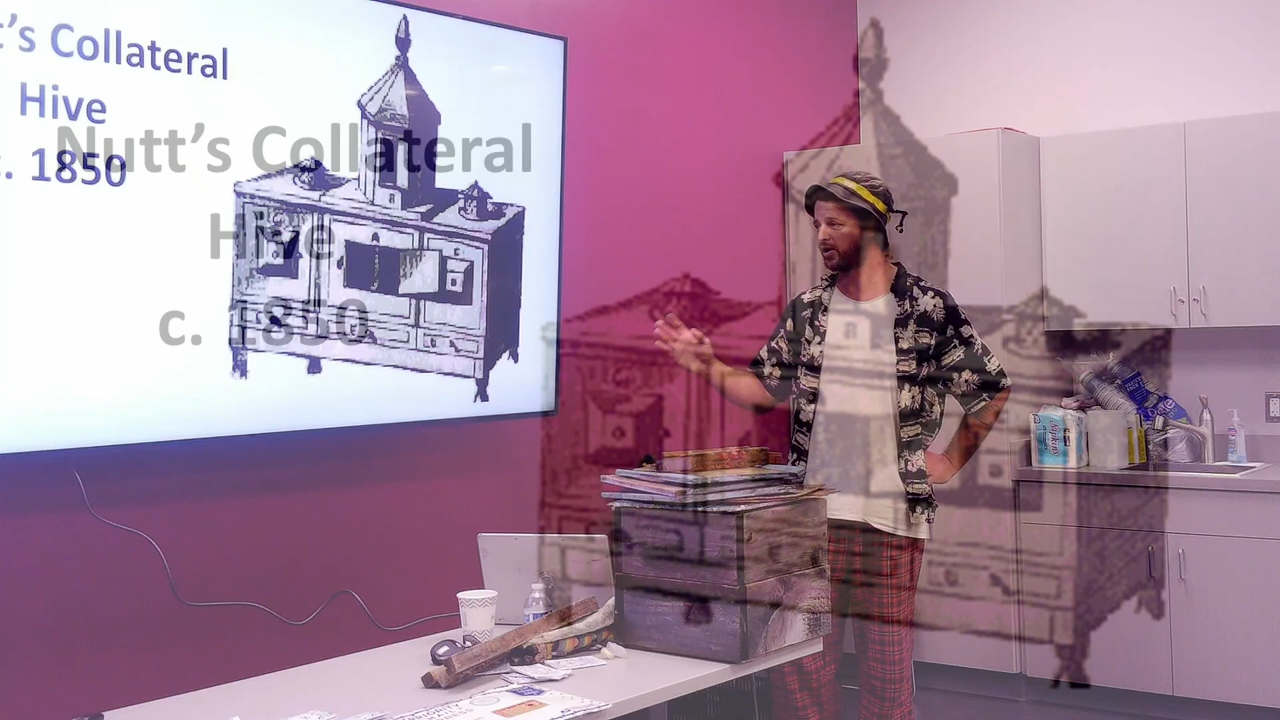 t's Collateral
Hive
c. 1850
Nutt's Collateral
Hive
c. 1850